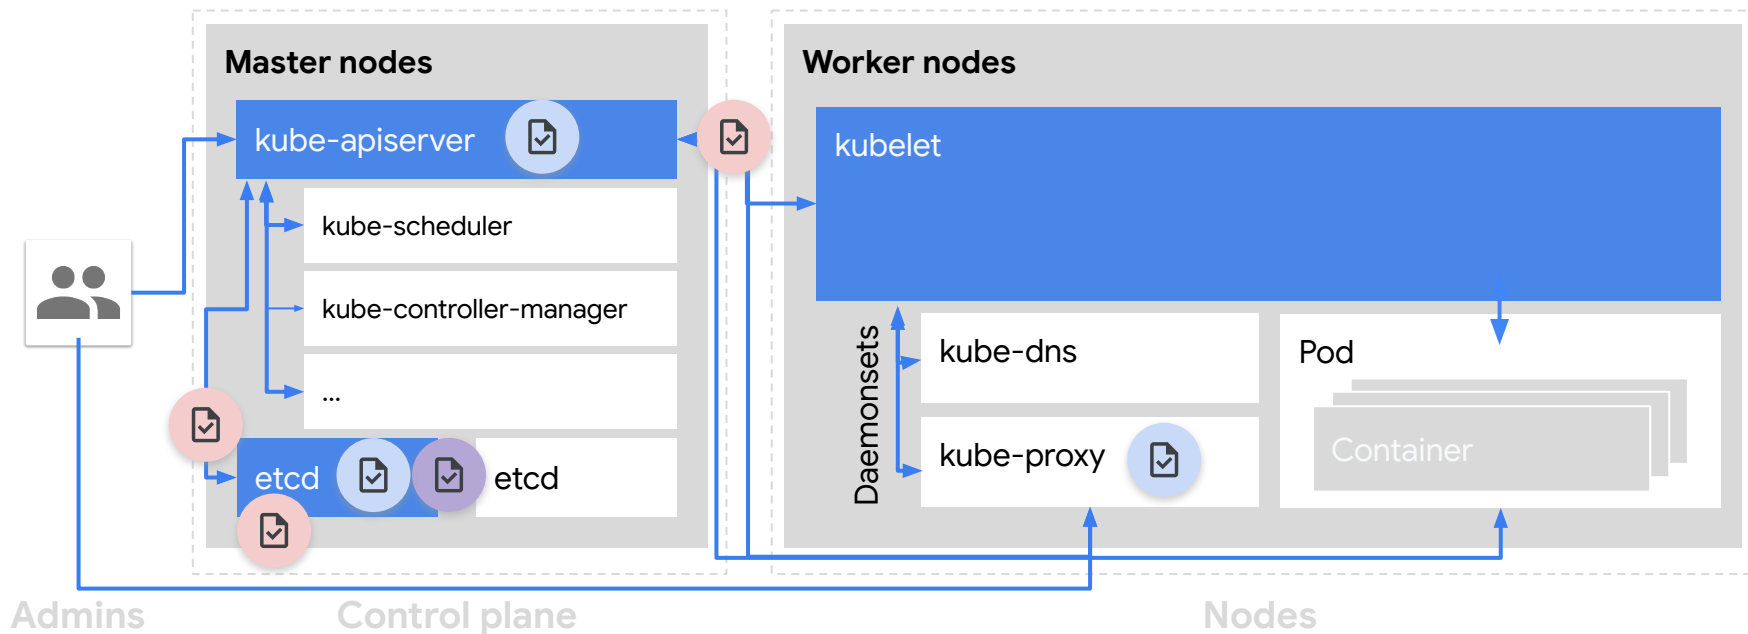 Master nodes
kube-apiserver
kube-scheduler
kube-controller-manager
...
etcd
etcd
Worker nodes
kubelet
Daemonsets
kube-dns
kube-proxy
Pod
Container
Admins
Control plane
Nodes